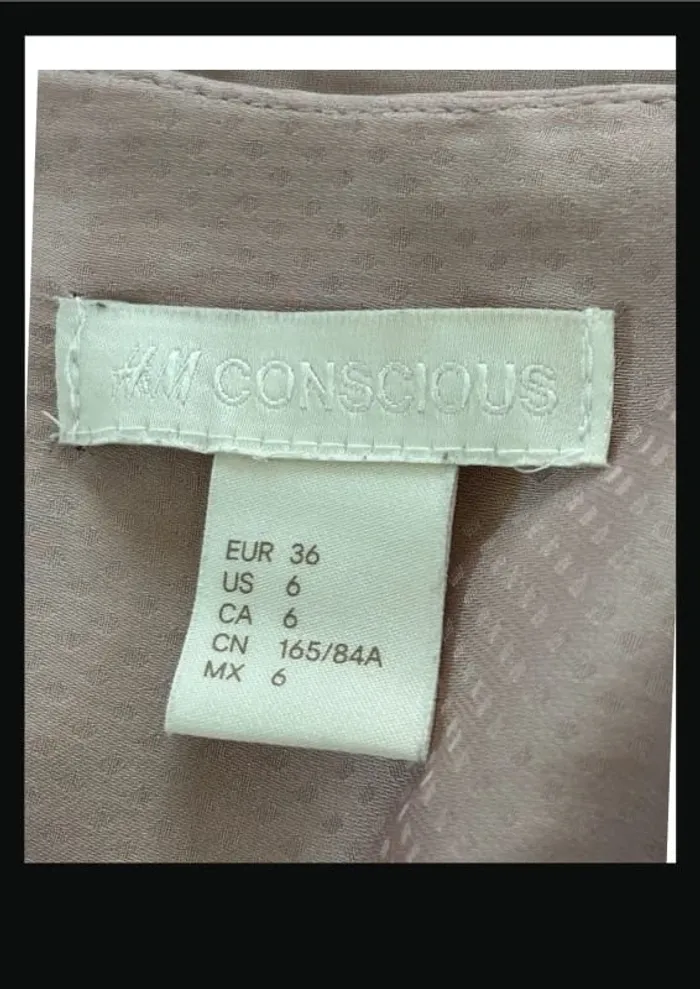 H&M CONSCIOUS
EUR 36
US 6
CA 6
CN 165/84A
MX 6